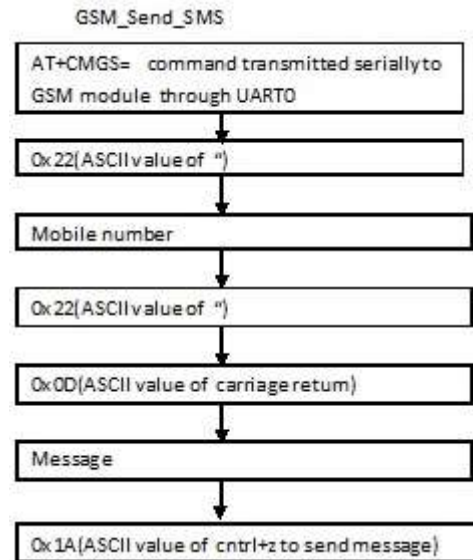 GSM_Send_SMS
AT+CMGS= command transmitted serially to
GSM module through UART0
0x22(ASCII value of “)
Mobile number
0x22(ASCII value of “)
0x0D(ASCII value of carriage return)
Message
0x1A(ASCII value of cntrl+z to send message)